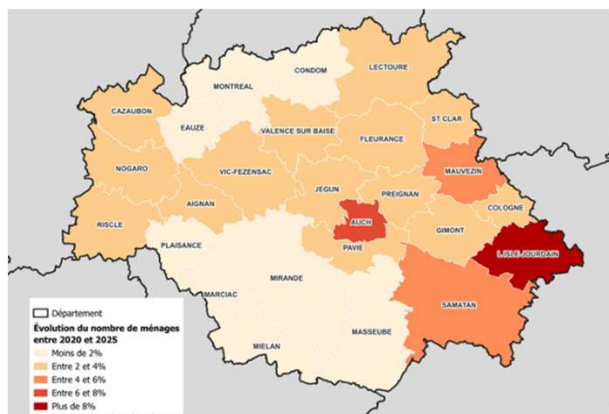 CONDOM
LECTOURE
MONTREAL
CAZAUBON
ST CLAR
EAUZE
VALENCE SUR BAISE
FLEURANCE
NOGARO
VIC-FEZENSAC
MAUVEZIN
JEGUN
PREIGNAN
AIGNAN
COLOGNE
AUCH
RISCLE
GIMONT
PLAISANCE
PAVIE
L'ISLE-JOURDAIN
MIRANDE
MARCIAC
SAMATAN
MASSEUBE
MIELAN
Département
Évolution du nombre de ménages
entre 2020 et 2025
Moins de 2%
Entre 2 et 4%
Entre 4 et 6%
Entre 6 et 8%
Plus de 8%